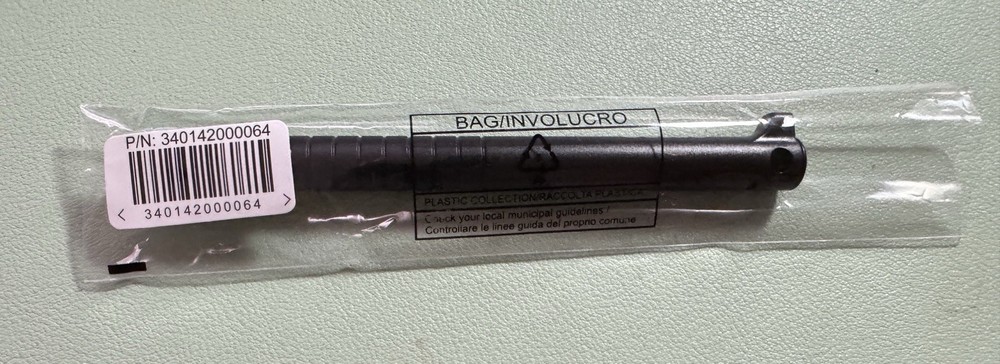 P/N: 340142000064
< 340142000064 >
BAG/INVOLUCRO
PLASTIC COLLECTION/RACCOLTA PLASTICA
Check your local municipal guidelines /
Controllare le linee guida del proprio comune